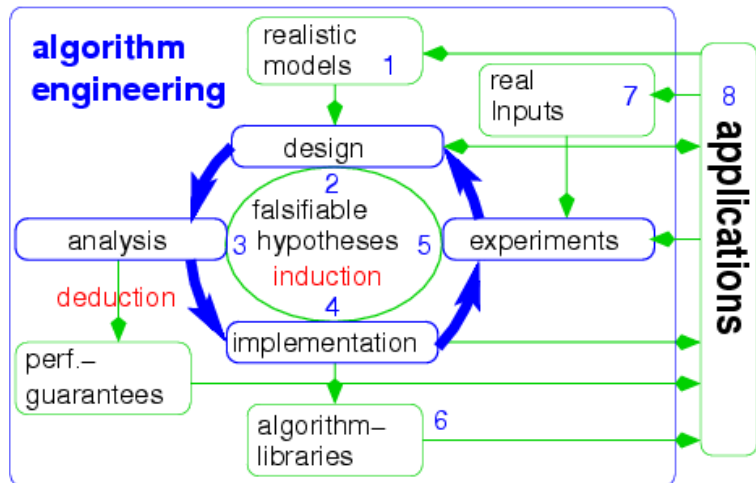 algorithm
engineering
realistic
models 1
real
Inputs 7
8
applications
design
2
analysis
3
falsifiable
hypotheses
5
experiments
induction
deduction
4
implementation
perf.–
guarantees
algorithm–
libraries
6